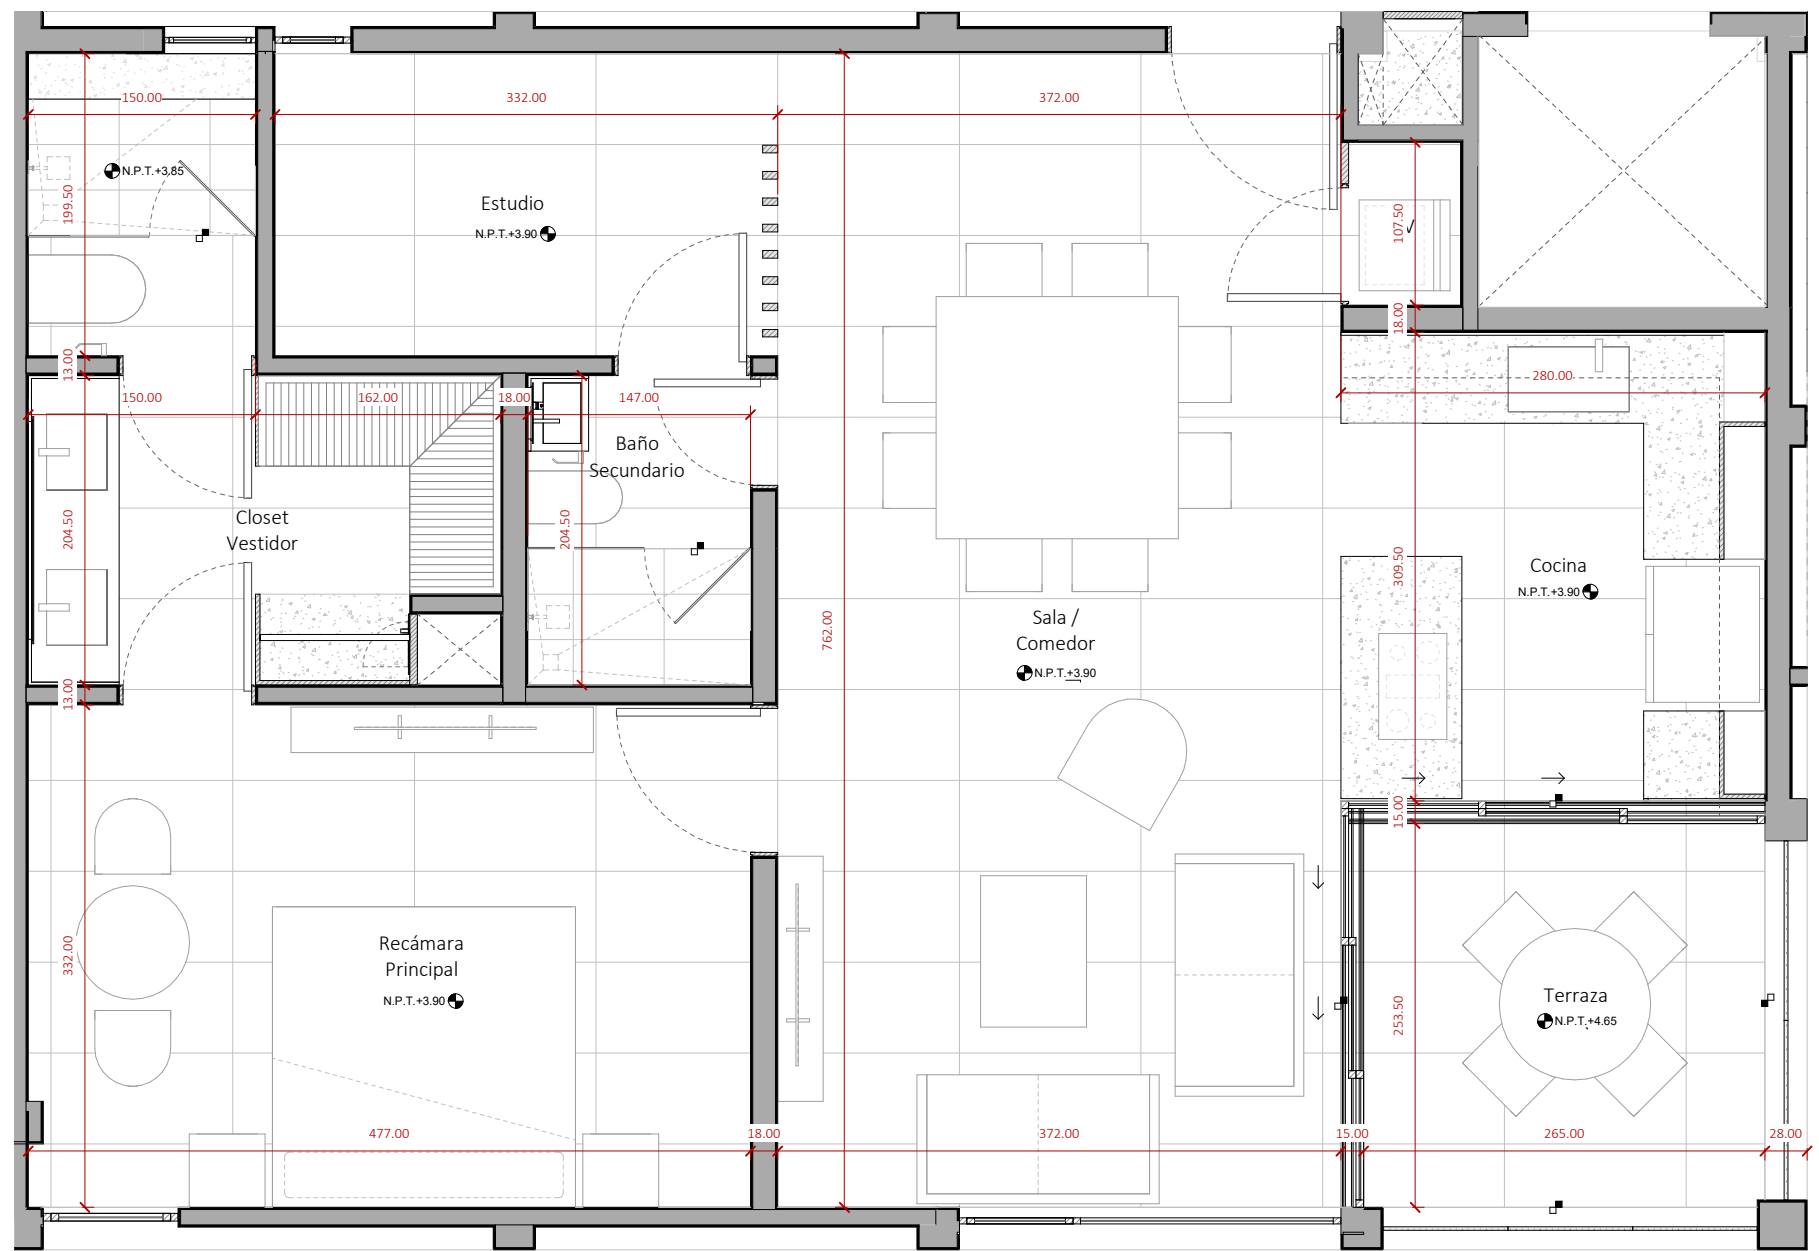 150.00
332.00
372.00
N.P.T.+3.85
199.50
Estudio
N.P.T.+3.90
107.50
18.00
13.00
150.00
162.00
18.00
147.00
280.00
Baño
Secundario
Closet
Vestidor
204.50
204.50
Cocina
N.P.T.+3.90
309.50
Sala /
Comedor
N.P.T.+3.90
762.00
13.00
15.00
Recámara
Principal
N.P.T.+3.90
332.00
Terraza
N.P.T.+4.65
253.50
477.00
18.00
372.00
15.00
265.00
28.00